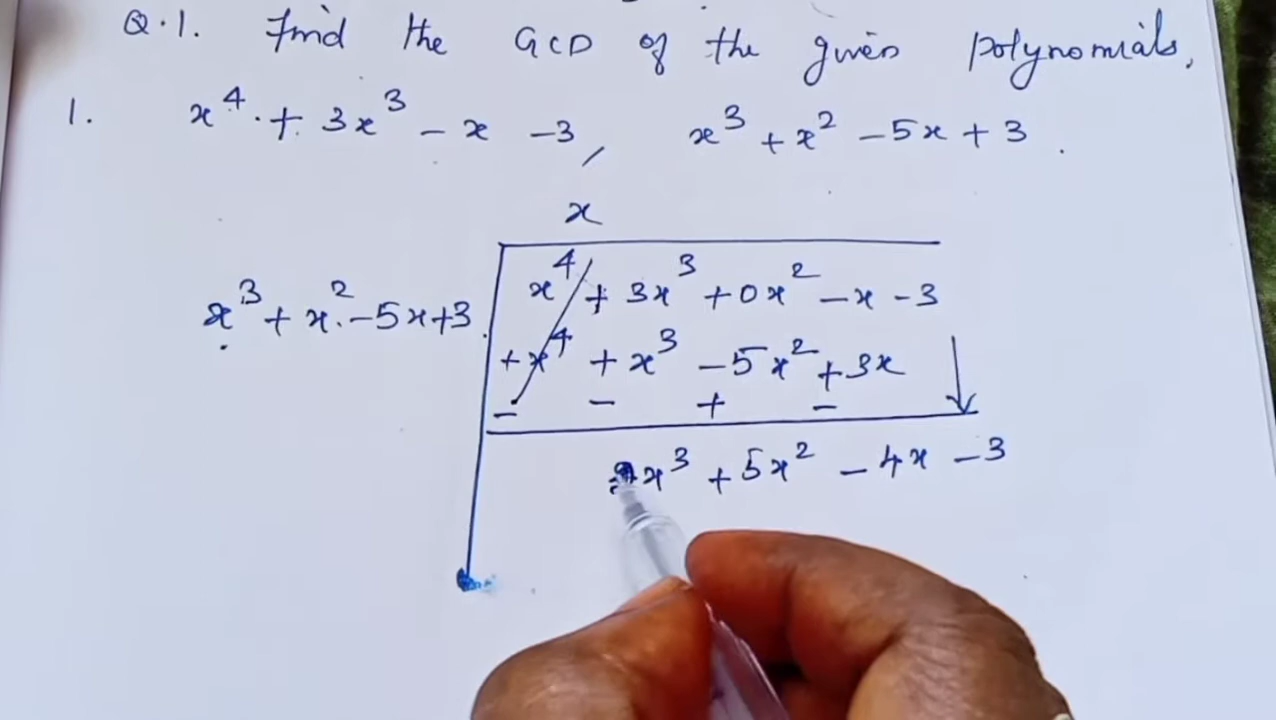 Q.1. Find the GCD of the given polynomials,
1. x⁴ + 3x³ - x - 3, x³ + x² - 5x + 3.
x
x³ + x² - 5x + 3 x⁴ + 3x³ + 0x² - x - 3
+x⁴ + x³ - 5x² + 3x
- - + -
x³ + 5x² - 4x - 3